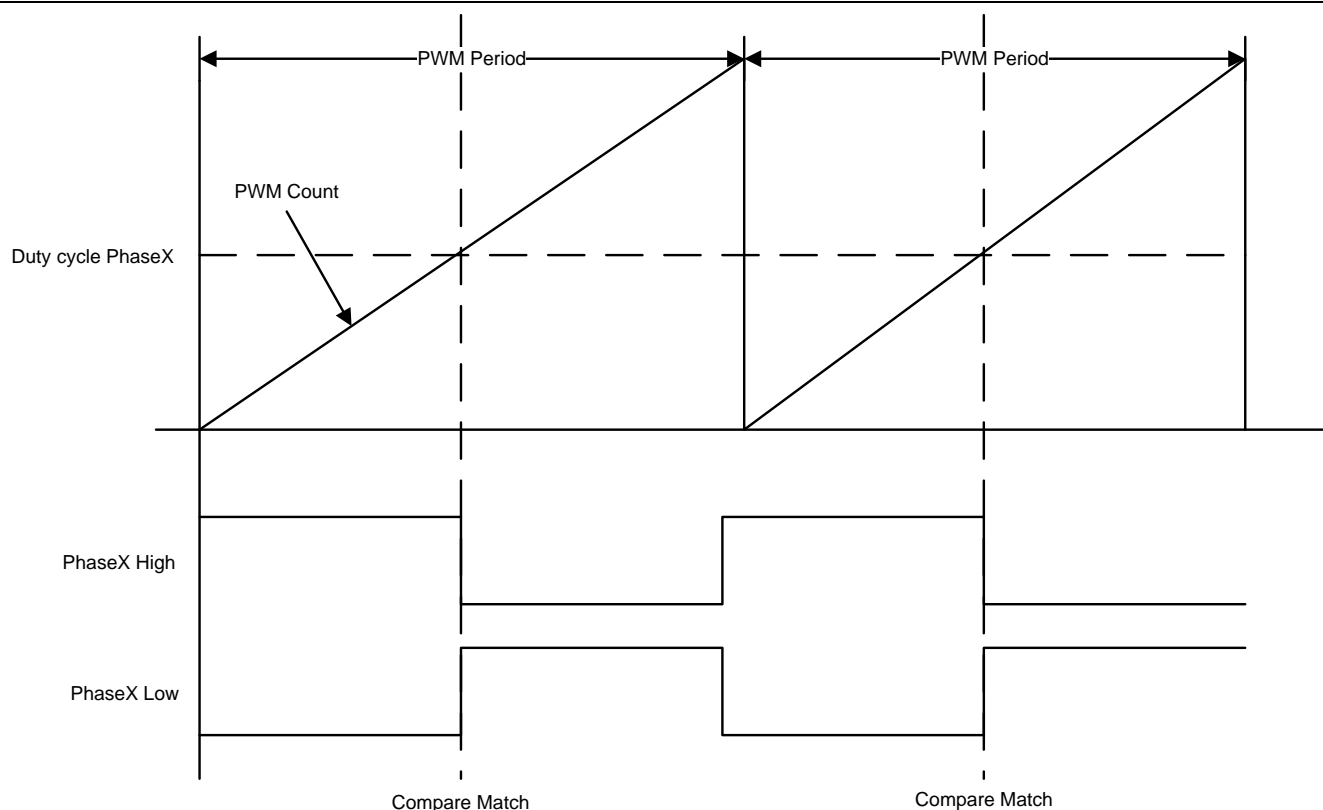 PWM Period
PWM Period
PWM Count
Duty cycle PhaseX
PhaseX High
PhaseX Low
Compare Match
Compare Match